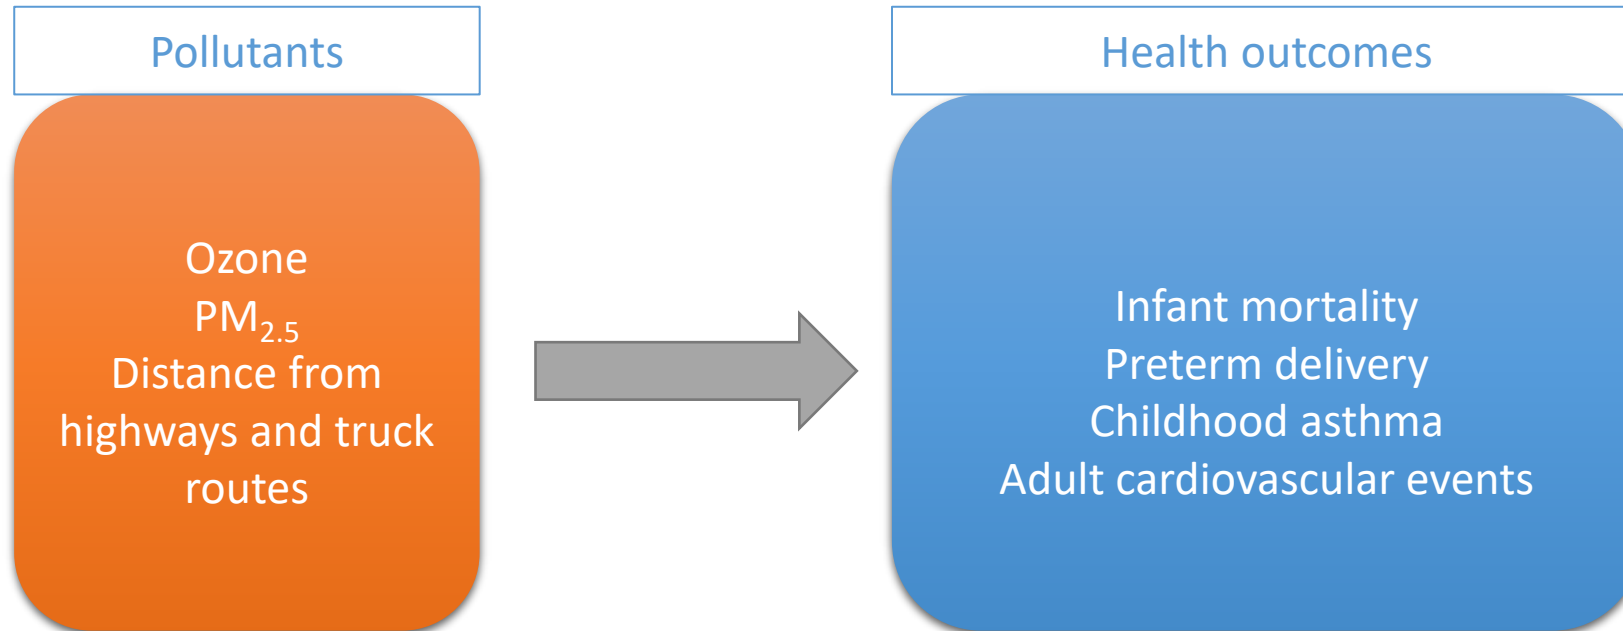 Pollutants
Health outcomes
Ozone
PM2.5
Distance from
highways and truck
routes
Infant mortality
Preterm delivery
Childhood asthma
Adult cardiovascular events